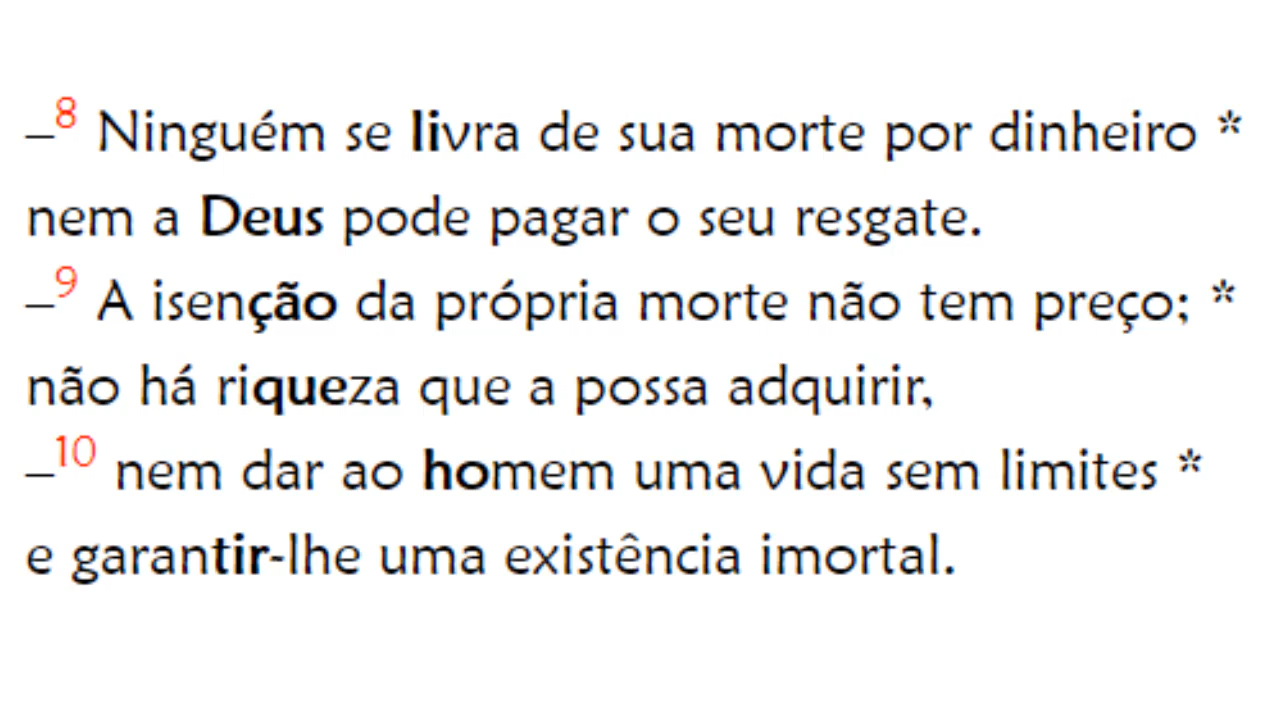 –8 Ninguém se livra de sua morte por dinheiro *
nem a Deus pode pagar o seu resgate.
–9 A isenção da própria morte não tem preço; *
não há riqueza que a possa adquirir,
–10 nem dar ao homem uma vida sem limites *
e garantir-lhe uma existência imortal.